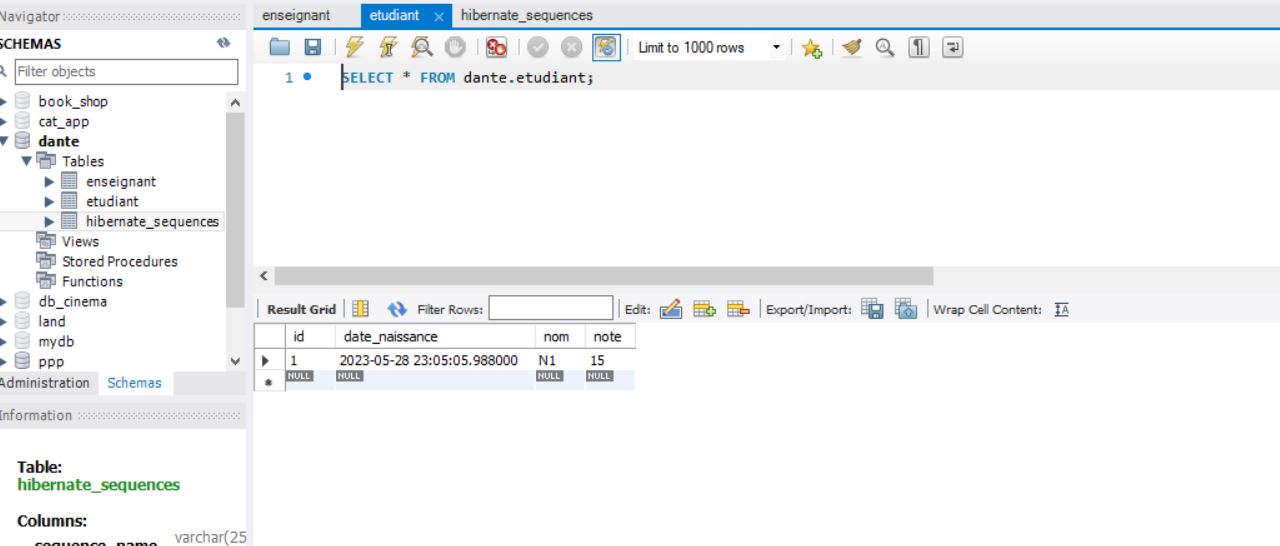 Navigator
SCHEMAS
Filter objects
book_shop
cat_app
dante
Tables
enseignant
etudiant
hibernate_sequences
Views
Stored Procedures
Functions
db_cinema
land
mydb
ppp
Administration Schemas
Information
Table:
hibernate_sequences
Columns:
sequence_name varchar(25
enseignant etudiant hibernate_sequences
Limit to 1000 rows
1 SELECT * FROM dante.etudiant;
Result Grid Filter Rows: Edit: Export/Import: Wrap Cell Content:
id date_naissance nom note
1 2023-05-28 23:05:05.988000 N1 15
NULL NULL NULL NULL